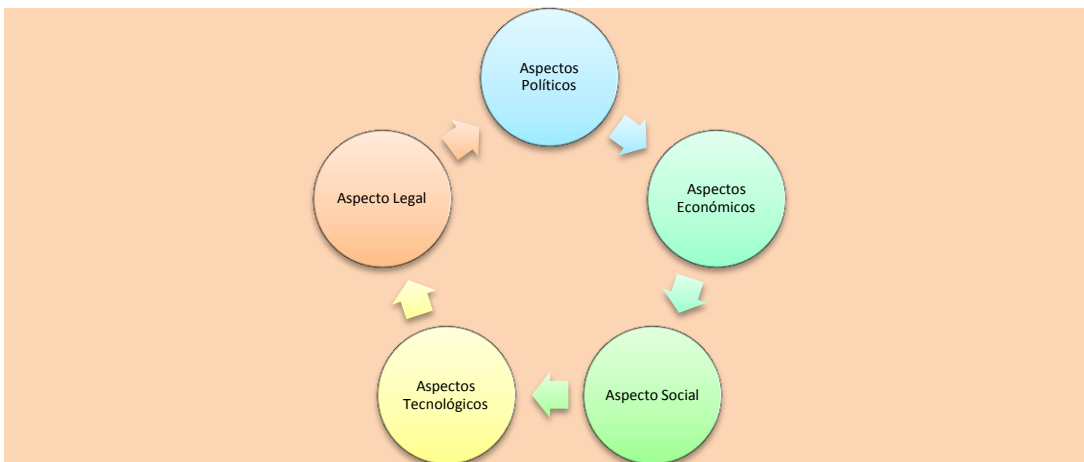 Aspectos
Políticos
Aspectos
Económicos
Aspecto Social
Aspectos
Tecnológicos
Aspecto Legal